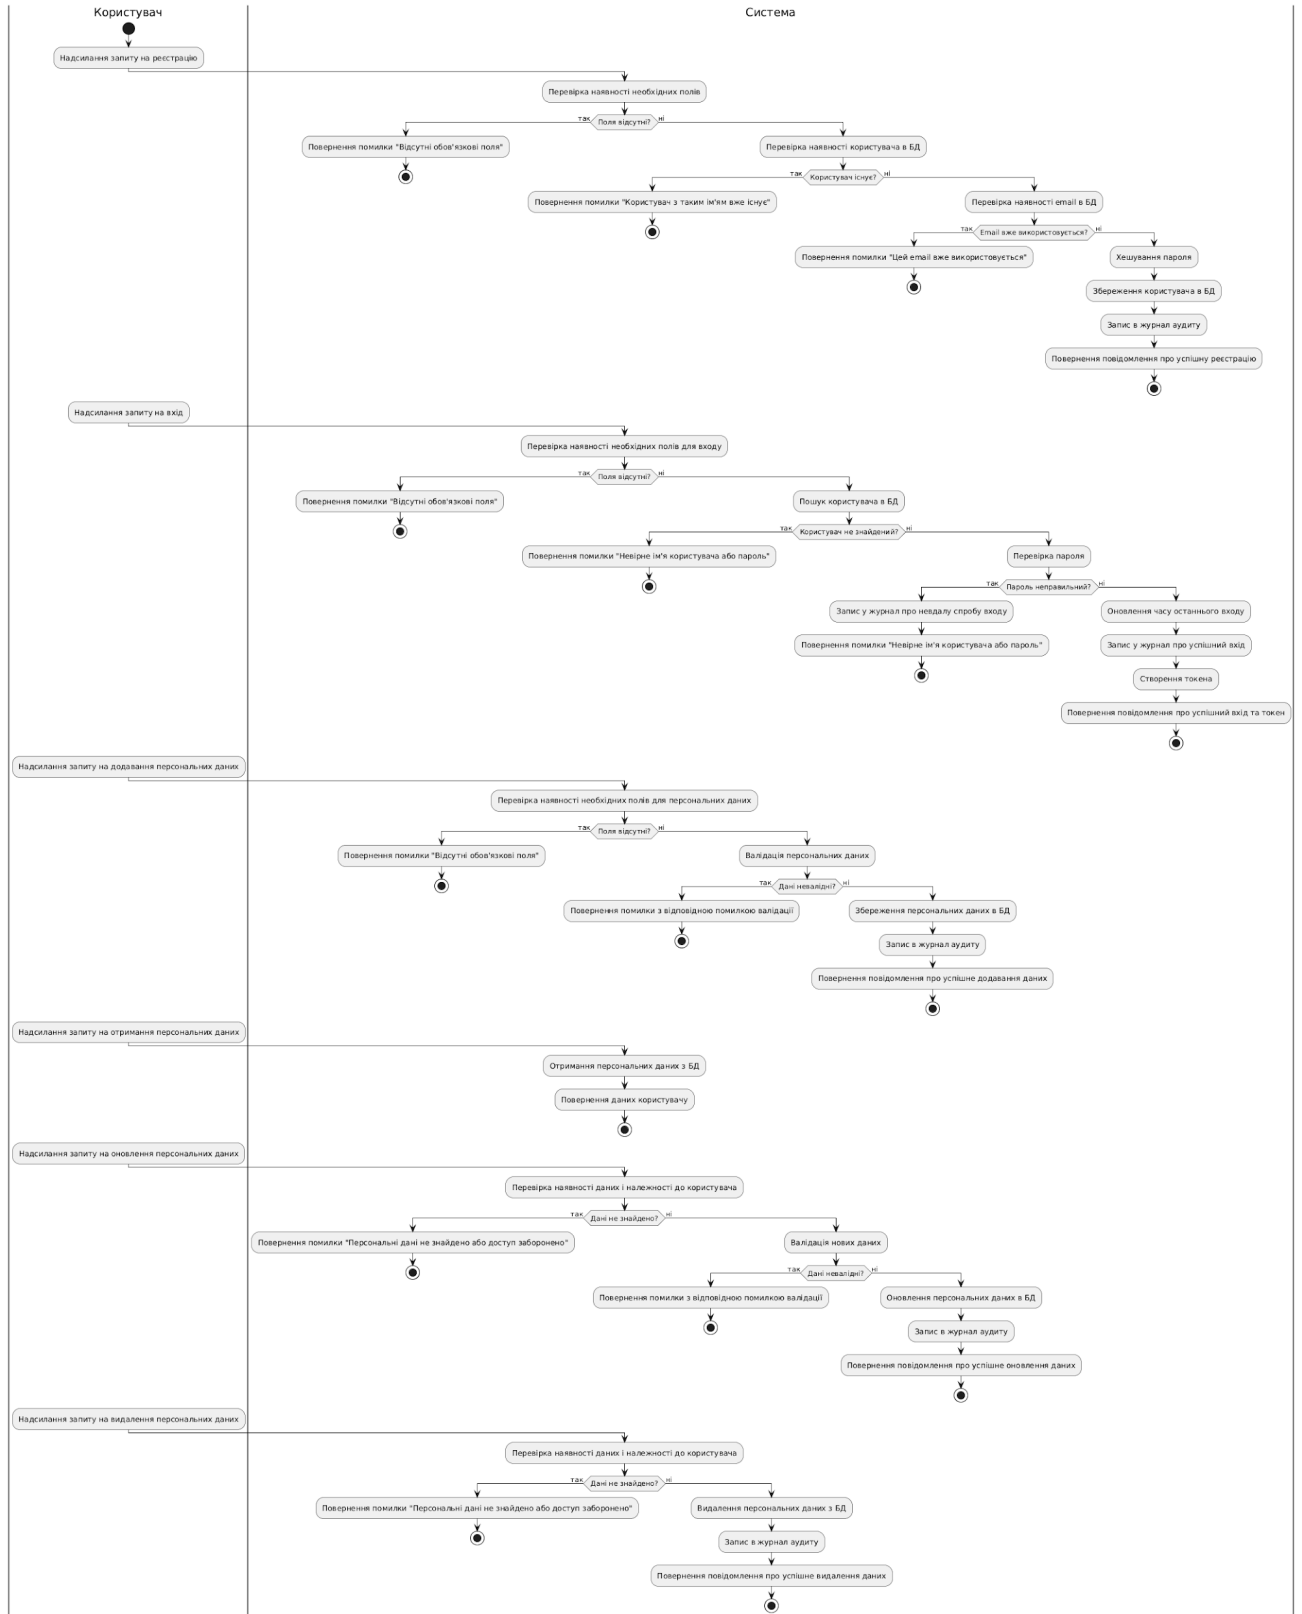 Користувач
Система
Надсилання запиту на реєстрацію
Перевірка наявності необхідних полів
так
Поля відсутні?
ні
Повернення помилки "Відсутні обов'язкові поля"
Перевірка наявності користувача в БД
так
Користувач існує?
ні
Повернення помилки "Користувач з таким ім'ям вже існує"
Перевірка наявності email в БД
так
Email вже використовується?
ні
Повернення помилки "Цей email вже використовується"
Хешування пароля
Збереження користувача в БД
Запис в журнал аудиту
Повернення повідомлення про успішну реєстрацію
Надсилання запиту на вхід
Перевірка наявності необхідних полів для входу
так
Поля відсутні?
ні
Повернення помилки "Відсутні обов'язкові поля"
Пошук користувача в БД
так
Користувач не знайдений?
ні
Повернення помилки "Невірне ім'я користувача або пароль"
Перевірка пароля
так
Пароль неправильний?
ні
Запис у журнал про невдалу спробу входу
Оновлення часу останнього входу
Повернення помилки "Невірне ім'я користувача або пароль"
Запис у журнал про успішний вхід
Створення токена
Повернення повідомлення про успішний вхід та токен
Надсилання запиту на додавання персональних даних
Перевірка наявності необхідних полів для персональних даних
так
Поля відсутні?
ні
Повернення помилки "Відсутні обов'язкові поля"
Валідація персональних даних
так
Дані невалідні?
ні
Повернення помилки з відповідною помилкою валідації
Збереження персональних даних в БД
Запис в журнал аудиту
Повернення повідомлення про успішне додавання даних
Надсилання запиту на отримання персональних даних
Отримання персональних даних з БД
Повернення даних користувачу
Надсилання запиту на оновлення персональних даних
Перевірка наявності даних і належності до користувача
так
Дані не знайдено?
ні
Повернення помилки "Персональні дані не знайдено або доступ заборонено"
Валідація нових даних
так
Дані невалідні?
ні
Повернення помилки з відповідною помилкою валідації
Оновлення персональних даних в БД
Запис в журнал аудиту
Повернення повідомлення про успішне оновлення даних
Надсилання запиту на видалення персональних даних
Перевірка наявності даних і належності до користувача
так
Дані не знайдено?
ні
Повернення помилки "Персональні дані не знайдено або доступ заборонено"
Видалення персональних даних з БД
Запис в журнал аудиту
Повернення повідомлення про успішне видалення даних